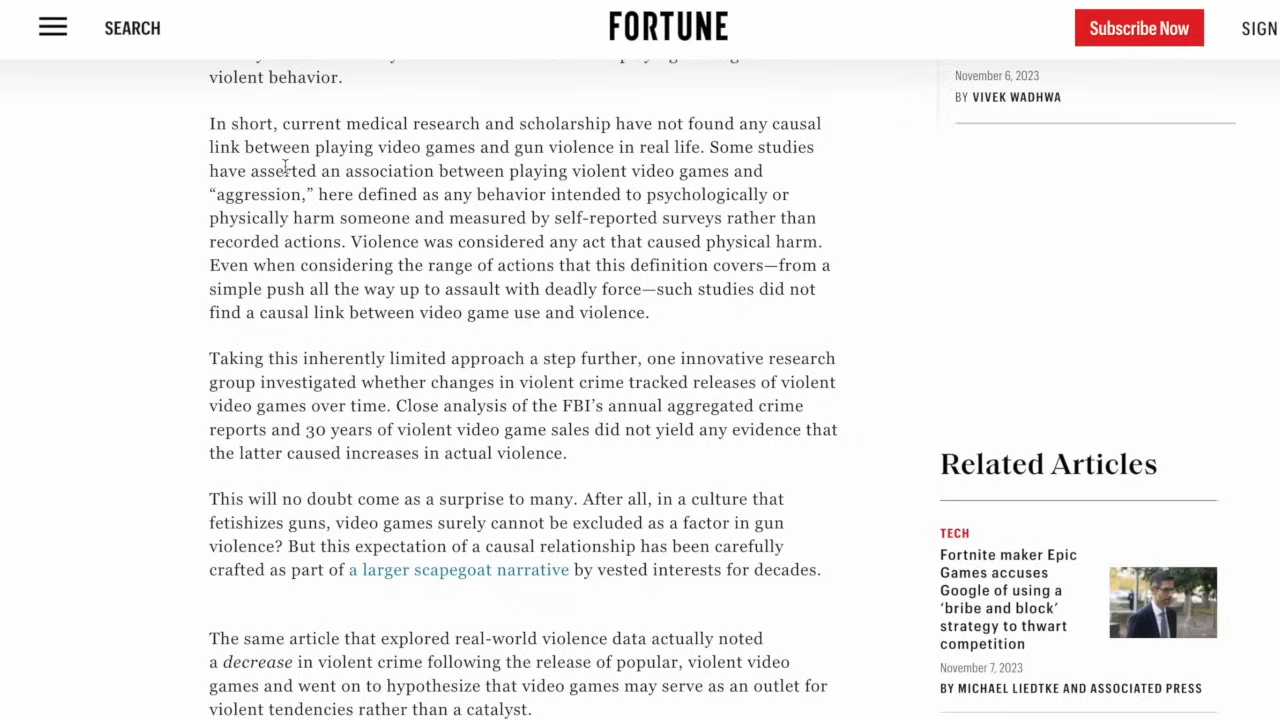 SEARCH
FORTUNE
Subscribe Now
SIGN
violent behavior.
In short, current medical research and scholarship have not found any causal
link between playing video games and gun violence in real life. Some studies
have asserted an association between playing violent video games and
“aggression,” here defined as any behavior intended to psychologically or
physically harm someone and measured by self-reported surveys rather than
recorded actions. Violence was considered any act that caused physical harm.
Even when considering the range of actions that this definition covers—from a
simple push all the way up to assault with deadly force—such studies did not
find a causal link between video game use and violence.
Taking this inherently limited approach a step further, one innovative research
group investigated whether changes in violent crime tracked releases of violent
video games over time. Close analysis of the FBI’s annual aggregated crime
reports and 30 years of violent video game sales did not yield any evidence that
the latter caused increases in actual violence.
This will no doubt come as a surprise to many. After all, in a culture that
fetishizes guns, video games surely cannot be excluded as a factor in gun
violence? But this expectation of a causal relationship has been carefully
crafted as part of a larger scapegoat narrative by vested interests for decades.
The same article that explored real-world violence data actually noted
a decrease in violent crime following the release of popular, violent video
games and went on to hypothesize that video games may serve as an outlet for
violent tendencies rather than a catalyst.
November 6, 2023
BY VIVEK WADHWA
Related Articles
TECH
Fortnite maker Epic
Games accuses
Google of using a
‘bribe and block’
strategy to thwart
competition
November 7, 2023
BY MICHAEL LIEDTKE AND ASSOCIATED PRESS